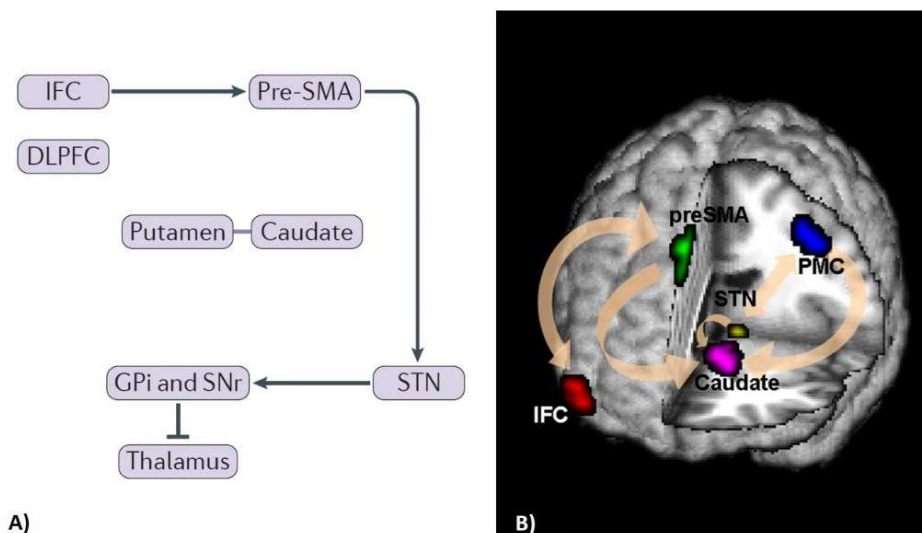 IFC
Pre-SMA
DLPFC
Putamen
Caudate
GPi and SNr
STN
Thalamus
A)
preSMA
PMC
STN
Caudate
IFC
B)